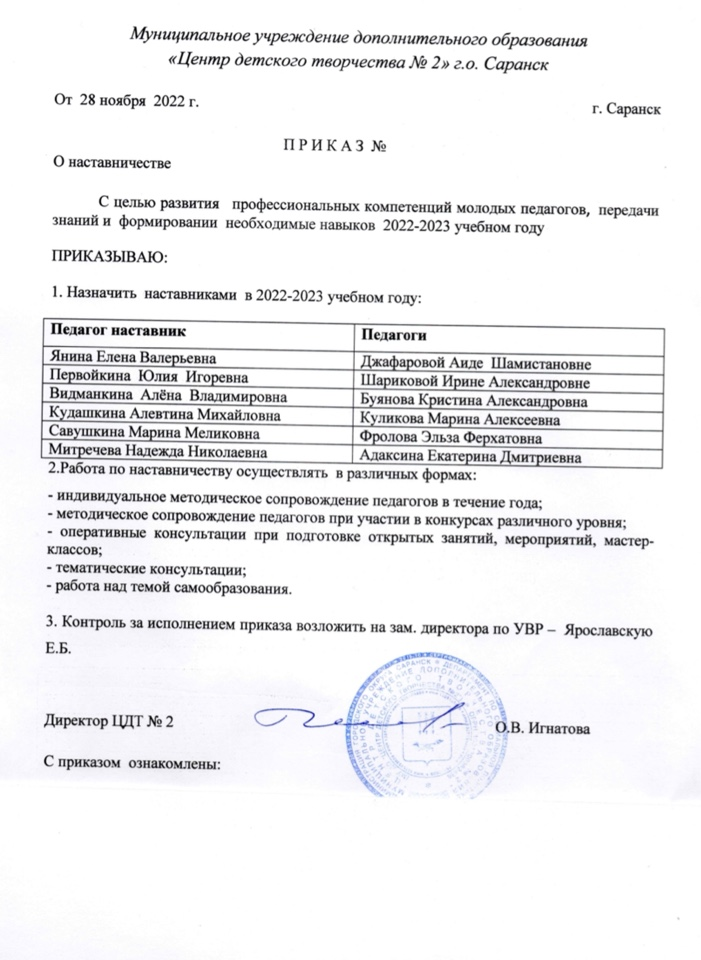 Муниципальное учреждение дополнительного образования
«Центр детского творчества № 2» г.о. Саранск
От 28 ноября 2022 г.
г. Саранск
П Р И К А З №
О наставничестве
С целью развития профессиональных компетенций молодых педагогов, передачи
знаний и формировании необходимые навыков 2022-2023 учебном году
ПРИКАЗЫВАЮ:
1. Назначить наставниками в 2022-2023 учебном году:
Педагог наставник Педагоги
Янина Елена Валерьевна Джафаровой Аиде Шамистановне
Первойкина Юлия Игоревна Шариковой Ирине Александровне
Видманкина Алёна Владимировна Буянова Кристина Александровна
Кудашкина Алевтина Михайловна Куликова Марина Алексеевна
Савушкина Марина Меликовна Фролова Эльза Ферхатовна
Митречева Надежда Николаевна Адаксина Екатерина Дмитриевна
2.Работа по наставничеству осуществлять в различных формах:
- индивидуальное методическое сопровождение педагогов в течение года;
- методическое сопровождение педагогов при участии в конкурсах различного уровня;
- оперативные консультации при подготовке открытых занятий, мероприятий, мастер-
классов;
- тематические консультации;
- работа над темой самообразования.
3. Контроль за исполнением приказа возложить на зам. директора по УВР – Ярославскую
Е.Б.
Директор ЦДТ № 2
О.В. Игнатова
С приказом ознакомлены: